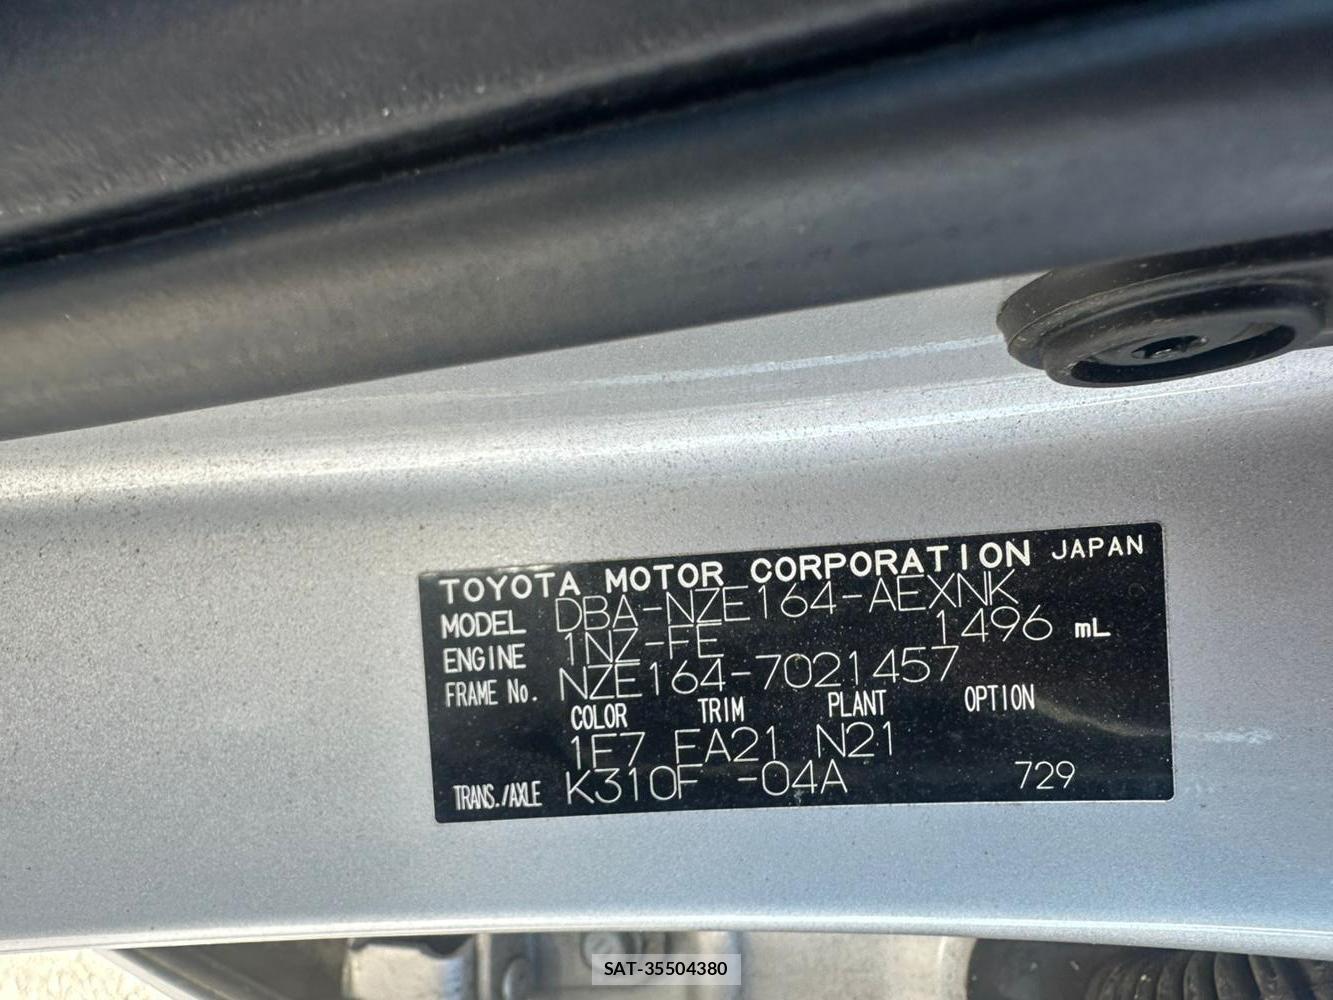 TOYOTA MOTOR CORPORATION JAPAN
MODEL DBA-NZE164-AEXNK
ENGINE 1NZ-FE 1496 mL
FRAME No. NZE164-7021457
COLOR TRIM PLANT OPTION
1F7 EA21 N21
TRANS./AXLE K310F -04A 729
SAT-35504380